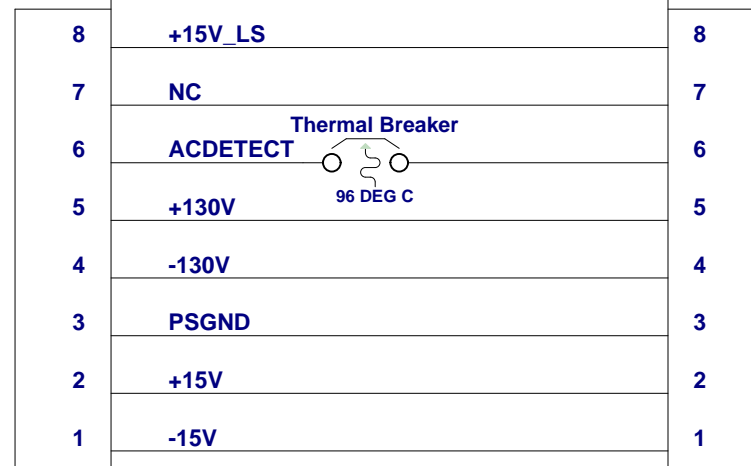 8 +15V_LS 8
7 NC 7
Thermal Breaker
6 ACDETECT 6
96 DEG C
5 +130V 5
4 -130V 4
3 PSGND 3
2 +15V 2
1 -15V 1